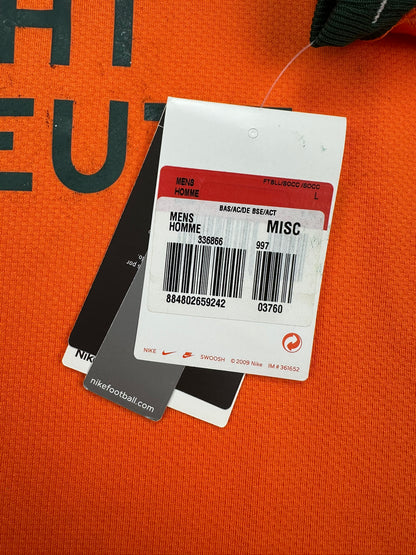 HT
EUT
MENS
HOMME
FTBLL/SOCC /SOCC
L
BAS/AC/DE BSE/ACT
MENS
HOMME
MISC
336866
997
884802659242
03760
NIKE
SWOOSH
© 2009 Nike
IM # 361652
nikefootball.com